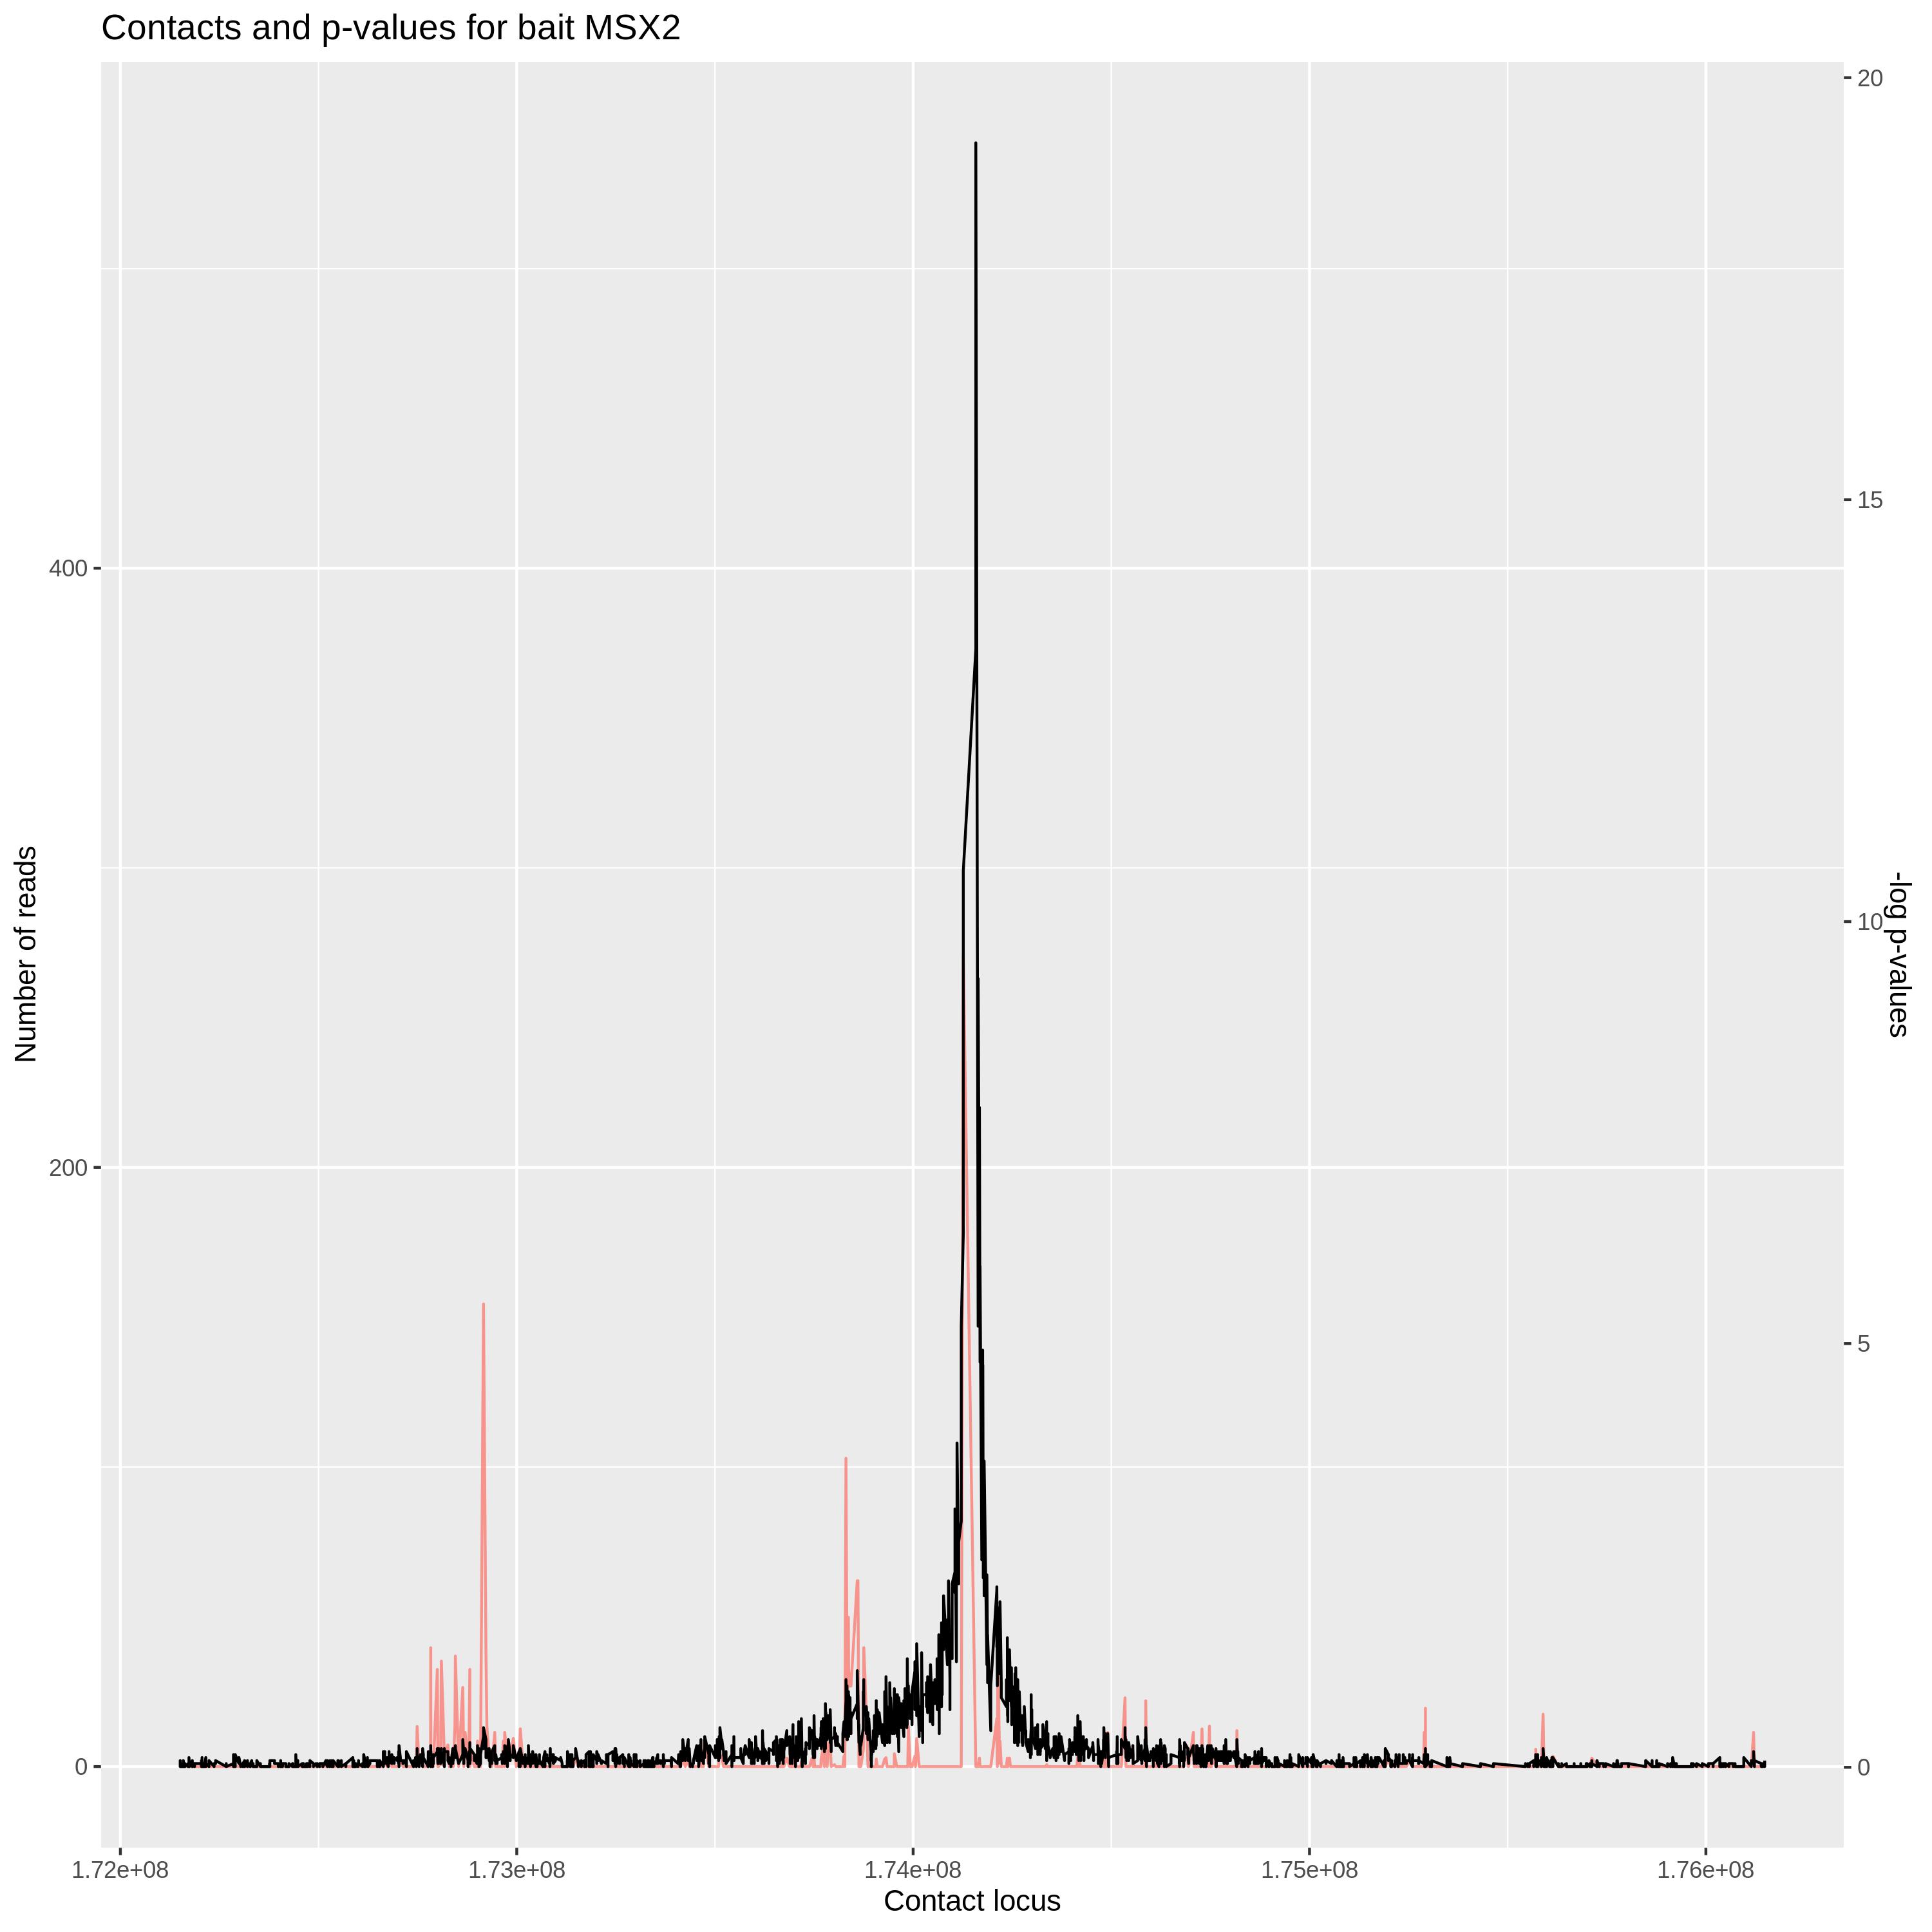 Contacts and p-values for bait MSX2
20
15
400
Number of reads
10
-log p-values
200
5
0
0
1.72e+08
1.73e+08
1.74e+08
1.75e+08
1.76e+08
Contact locus